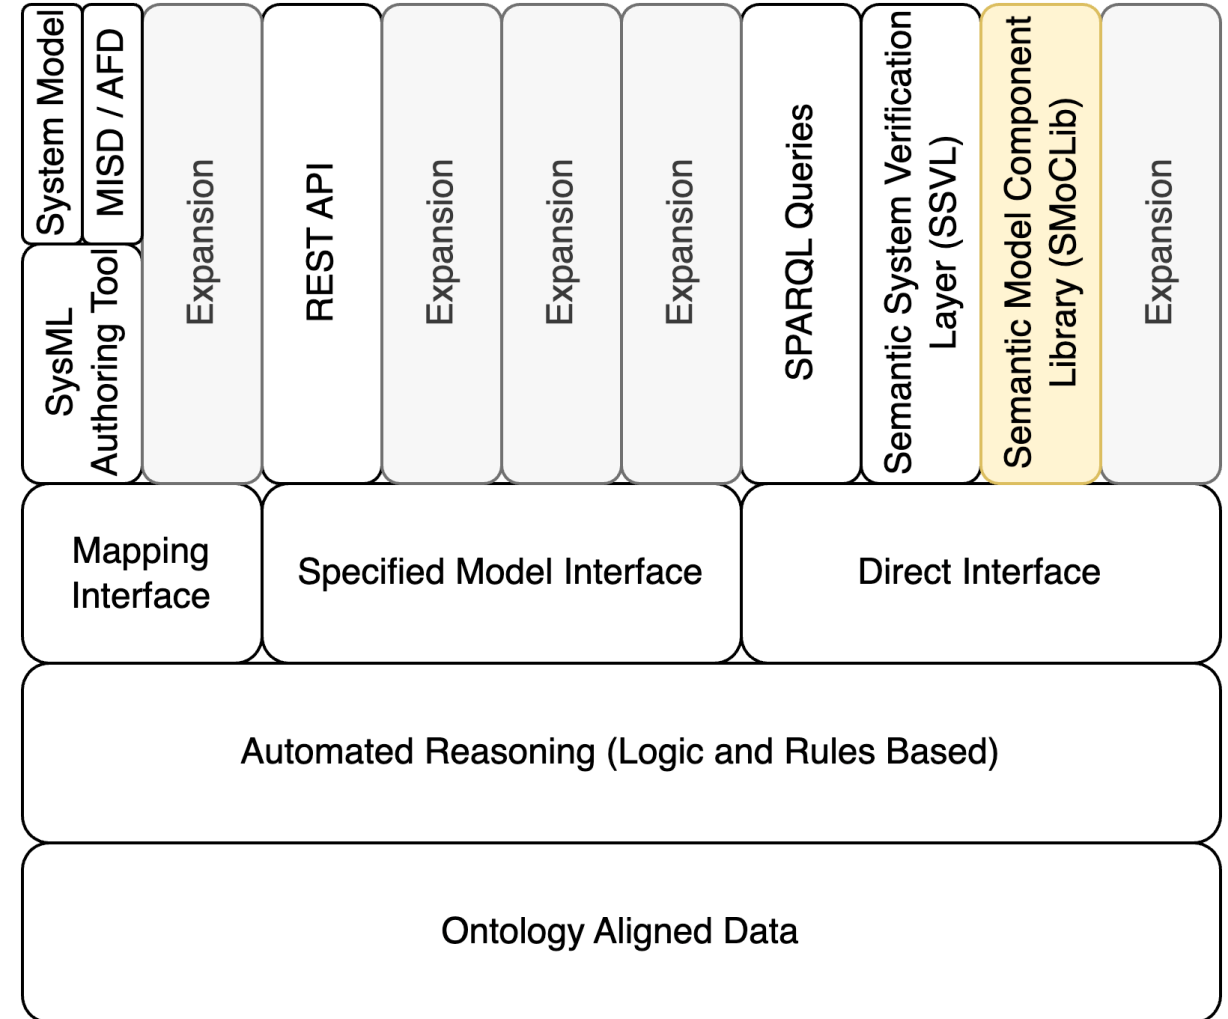 System Model
MISD / AFD
SysML
Authoring Tool
Expansion
REST API
Expansion
Expansion
Expansion
SPARQL Queries
Semantic System Verification
Layer (SSVL)
Semantic Model Component
Library (SMoCLib)
Expansion
Mapping
Interface
Specified Model Interface
Direct Interface
Automated Reasoning (Logic and Rules Based)
Ontology Aligned Data